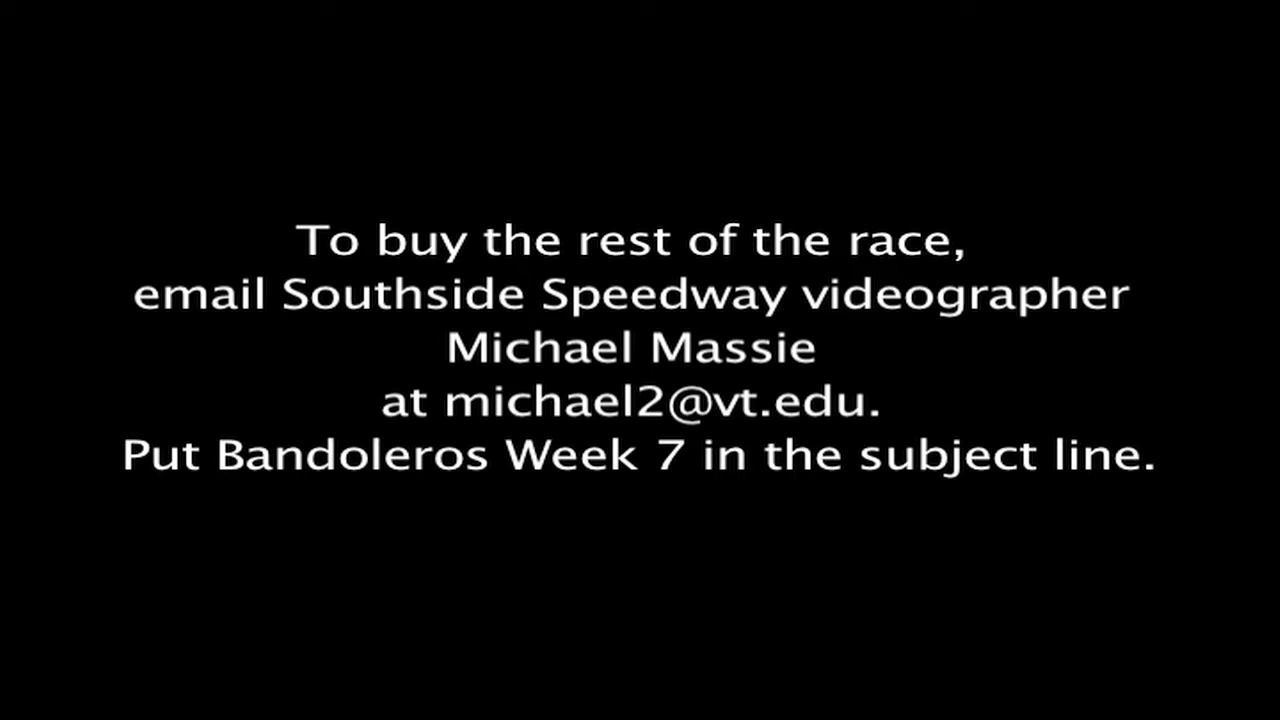 To buy the rest of the race,
email Southside Speedway videographer
Michael Massie
at michael2@vt.edu.
Put Bandoleros Week 7 in the subject line.